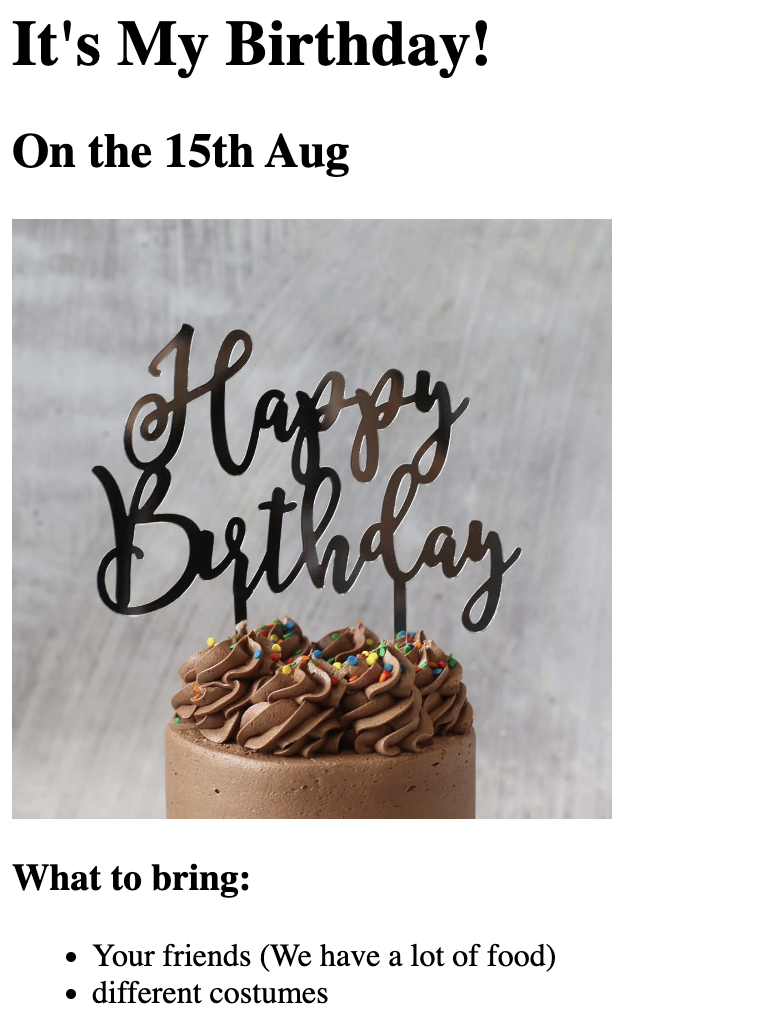 It's My Birthday!
On the 15th Aug
Happy
Birthday
What to bring:
• Your friends (We have a lot of food)
• different costumes